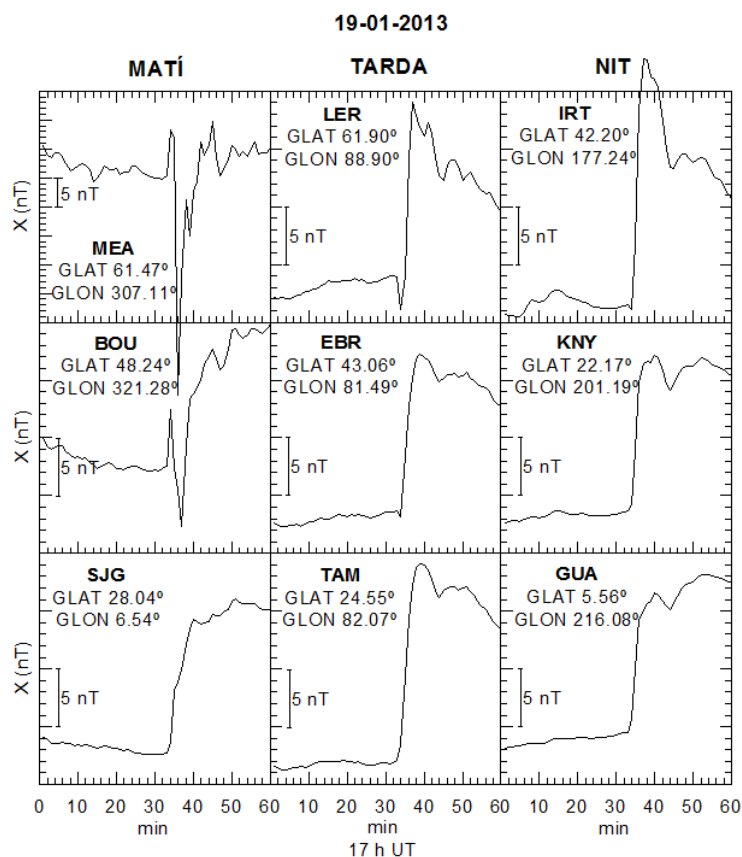 19-01-2013
MATÍ
TARDA
NIT
X (nT)
5 nT
MEA
GLAT 61.47º
GLON 307.11º
LER
GLAT 61.90º
GLON 88.90º
5 nT
IRT
GLAT 42.20º
GLON 177.24º
5 nT
X (nT)
BOU
GLAT 48.24º
GLON 321.28º
5 nT
EBR
GLAT 43.06º
GLON 81.49º
5 nT
KNY
GLAT 22.17º
GLON 201.19º
5 nT
X (nT)
SJG
GLAT 28.04º
GLON 6.54º
5 nT
TAM
GLAT 24.55º
GLON 82.07º
5 nT
GUA
GLAT 5.56º
GLON 216.08º
5 nT
0 10 20 30 40 50 60 10 20 30 40 50 60 10 20 30 40 50 60
min min min
17 h UT